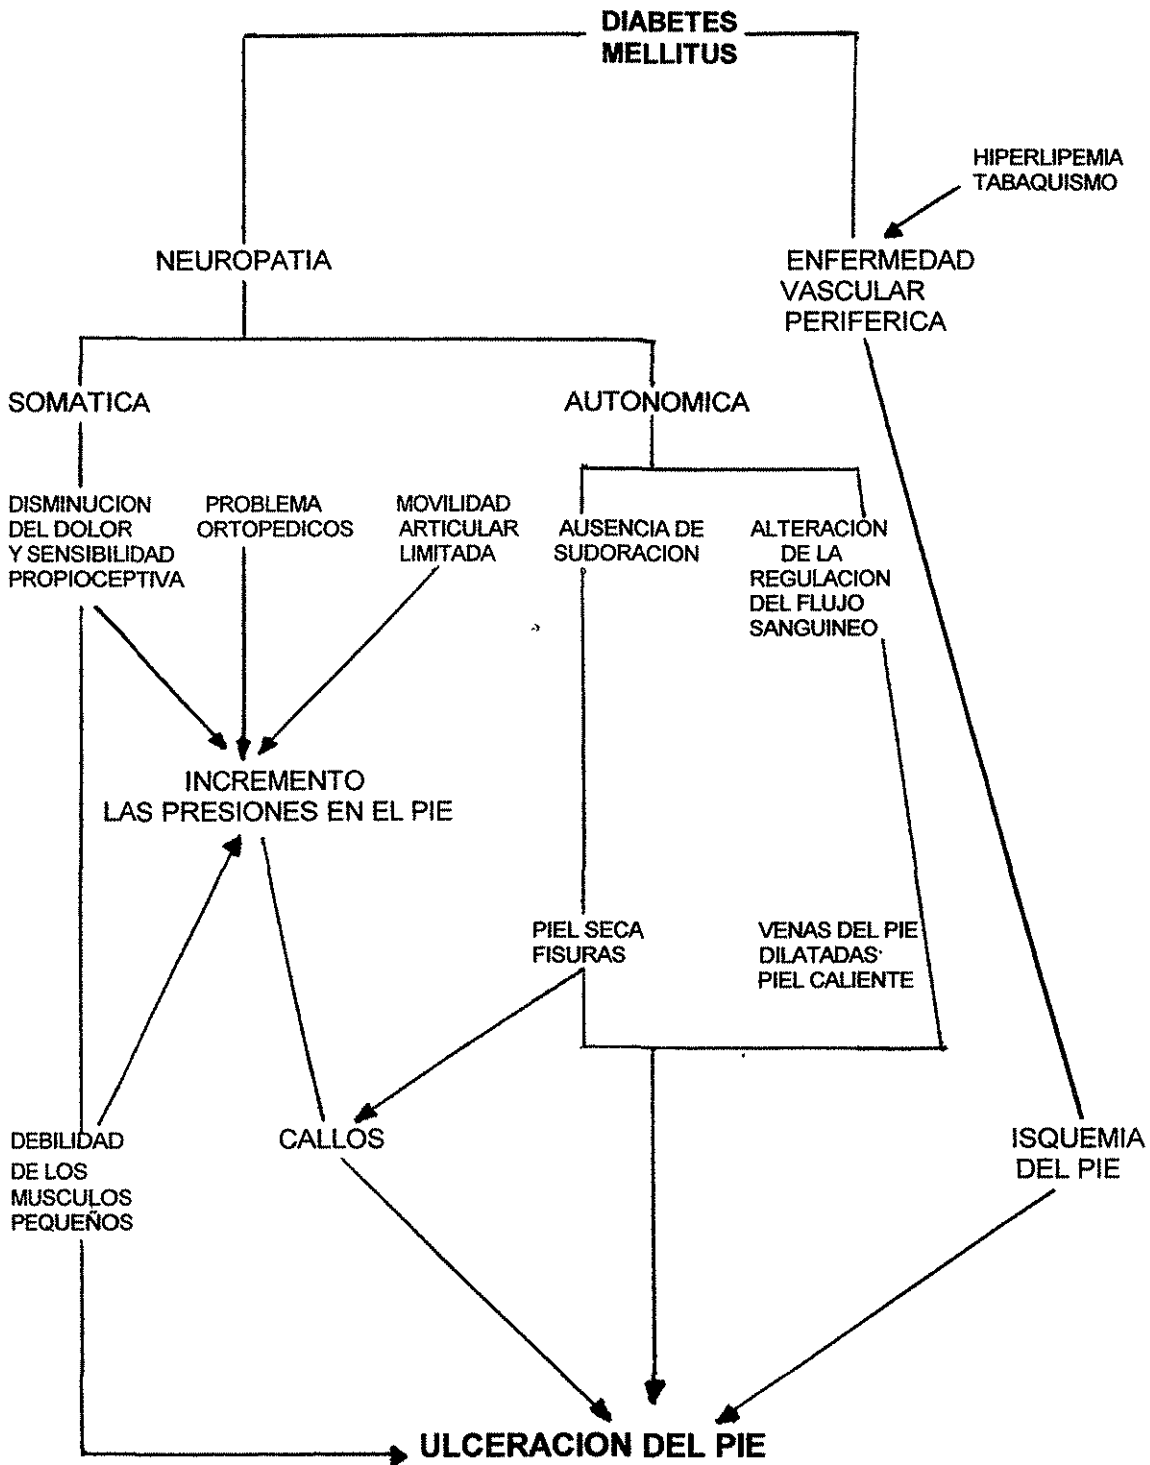 DIABETES
MELLITUS
HIPERLIPEMIA
TABAQUISMO
NEUROPATIA
ENFERMEDAD
VASCULAR
PERIFERICA
SOMATICA
AUTONOMICA
DISMINUCION
DEL DOLOR
Y SENSIBILIDAD
PROPIOCEPTIVA
PROBLEMA
ORTOPEDICOS
MOVILIDAD
ARTICULAR
LIMITADA
AUSENCIA DE
SUDORACION
ALTERACION
DE LA
REGULACION
DEL FLUJO
SANGUINEO
INCREMENTO
LAS PRESIONES EN EL PIE
PIEL SECA
FISURAS
VENAS DEL PIE
DILATADAS
PIEL CALIENTE
DEBILIDAD
DE LOS
MUSCULOS
PEQUEÑOS
CALLOS
ISQUEMIA
DEL PIE
ULCERACION DEL PIE